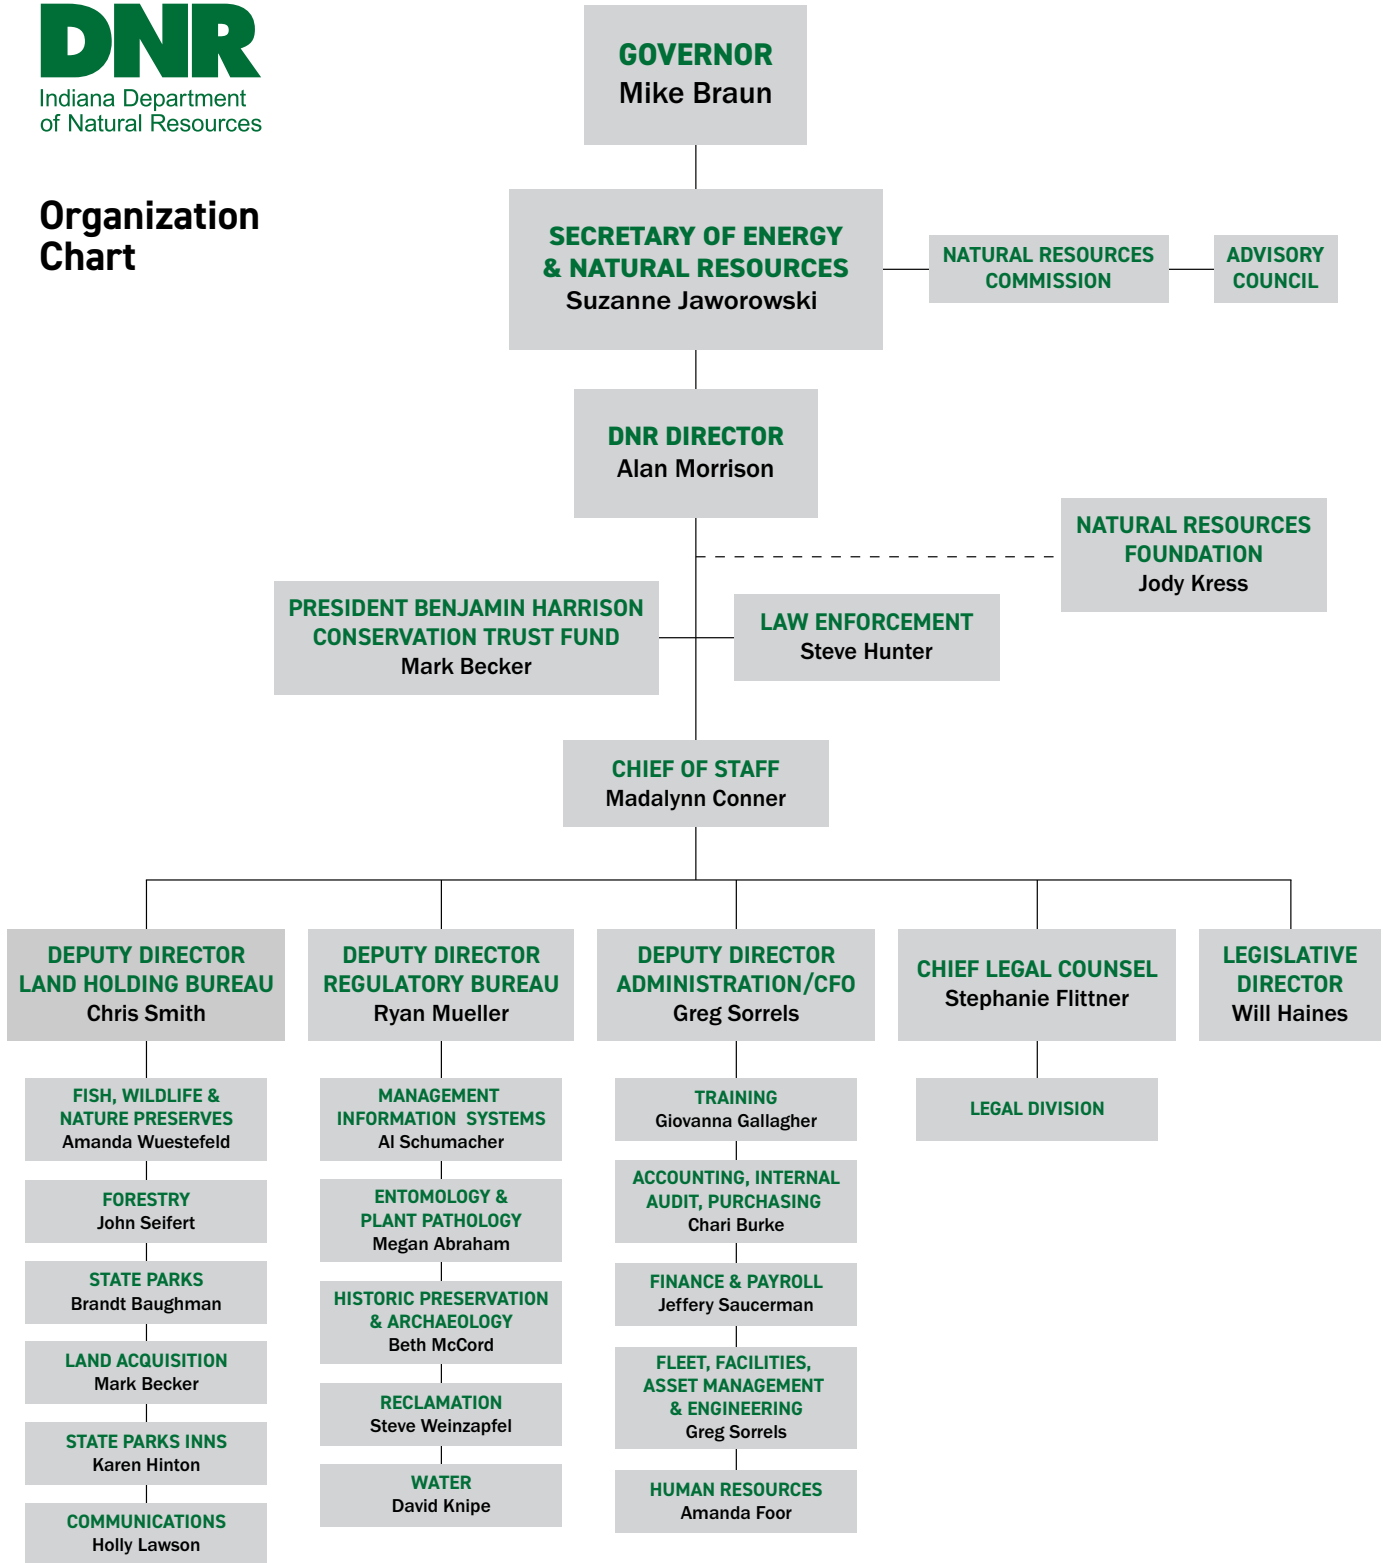 DNR
Indiana Department
of Natural Resources
Organization
Chart
GOVERNOR
Mike Braun
SECRETARY OF ENERGY
& NATURAL RESOURCES
Suzanne Jaworowski
NATURAL RESOURCES
COMMISSION
ADVISORY
COUNCIL
DNR DIRECTOR
Alan Morrison
NATURAL RESOURCES
FOUNDATION
Jody Kress
PRESIDENT BENJAMIN HARRISON
CONSERVATION TRUST FUND
Mark Becker
LAW ENFORCEMENT
Steve Hunter
CHIEF OF STAFF
Madalynn Conner
DEPUTY DIRECTOR
LAND HOLDING BUREAU
Chris Smith
FISH, WILDLIFE &
NATURE PRESERVES
Amanda Wuestefeld
FORESTRY
John Seifert
STATE PARKS
Brandt Baughman
LAND ACQUISITION
Mark Becker
STATE PARKS INNS
Karen Hinton
COMMUNICATIONS
Holly Lawson
DEPUTY DIRECTOR
REGULATORY BUREAU
Ryan Mueller
MANAGEMENT
INFORMATION SYSTEMS
Al Schumacher
ENTOMOLOGY &
PLANT PATHOLOGY
Megan Abraham
HISTORIC PRESERVATION
& ARCHAEOLOGY
Beth McCord
RECLAMATION
Steve Weinzapfel
WATER
David Knipe
DEPUTY DIRECTOR
ADMINISTRATION/CFO
Greg Sorrels
TRAINING
Giovanna Gallagher
ACCOUNTING, INTERNAL
AUDIT, PURCHASING
Chari Burke
FINANCE & PAYROLL
Jeffery Saucerman
FLEET, FACILITIES,
ASSET MANAGEMENT
& ENGINEERING
Greg Sorrels
HUMAN RESOURCES
Amanda Foor
CHIEF LEGAL COUNSEL
Stephanie Flittner
LEGAL DIVISION
LEGISLATIVE
DIRECTOR
Will Haines